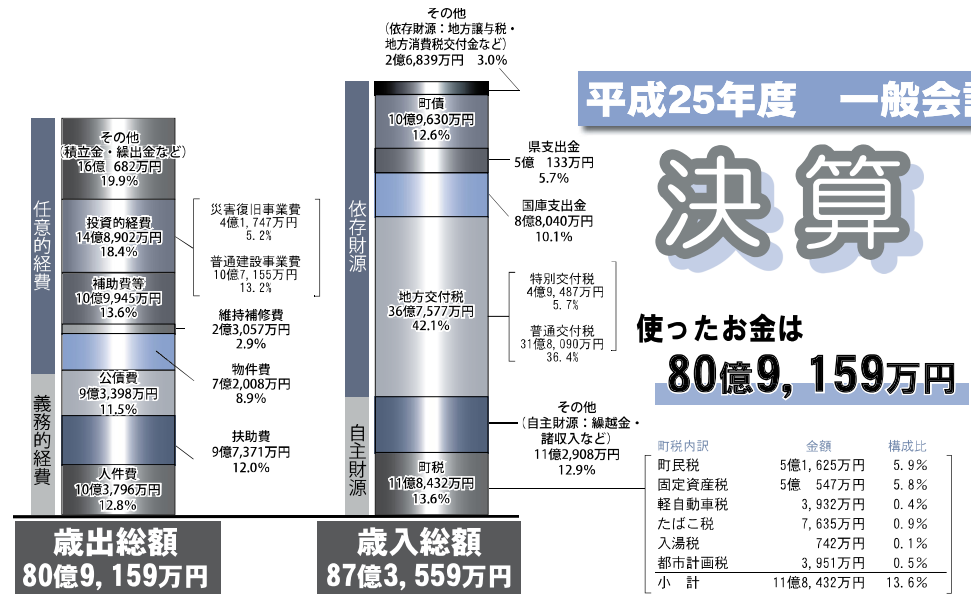 平成25年度　一般会計
決算
使ったお金は
80億9,159万円
その他
(積立金・繰出金など)
16億　682万円
19.9%
投資的経費
14億8,902万円
18.4%
災害復旧事業費
4億1,747万円
5.2%
普通建設事業費
10億7,155万円
13.2%
補助費等
10億9,945万円
13.6%
維持補修費
2億3,057万円
2.9%
物件費
7億2,008万円
8.9%
公債費
9億3,398万円
11.5%
扶助費
9億7,371万円
12.0%
人件費
10億3,796万円
12.8%
任意的経費
義務的経費
歳出総額
80億9,159万円
その他
(依存財源：地方譲与税・
地方消費税交付金など)
2億6,839万円　3.0%
町債
10億9,630万円
12.6%
県支出金
5億　133万円
5.7%
国庫支出金
8億8,040万円
10.1%
地方交付税
36億7,577万円
42.1%
特別交付税
4億9,487万円
5.7%
普通交付税
31億8,090万円
36.4%
その他
(自主財源：繰越金・
諸収入など)
11億2,908万円
12.9%
町税
11億8,432万円
13.6%
依存財源
自主財源
歳入総額
87億3,559万円
町税内訳　金額　構成比
町民税　5億1,625万円　5.9%
固定資産税　5億　547万円　5.8%
軽自動車税　3,932万円　0.4%
たばこ税　7,635万円　0.9%
入湯税　742万円　0.1%
都市計画税　3,951万円　0.5%
小　計　11億8,432万円　13.6%